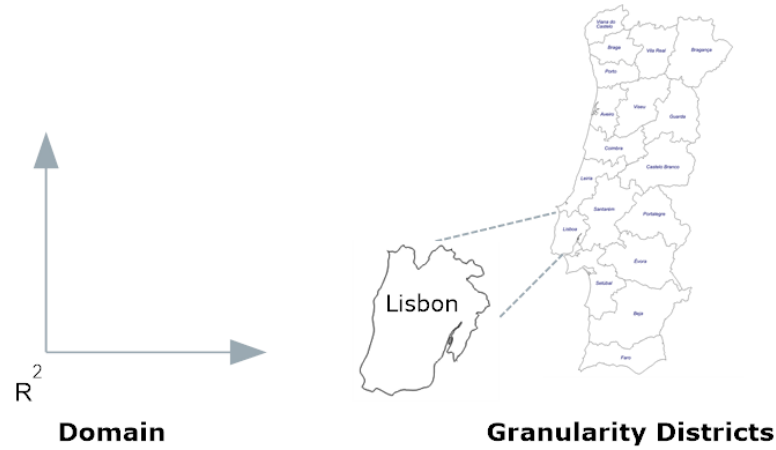 Viana do
Castelo
Braga
Vila Real
Bragança
Porto
Aveiro
Viseu
Guarda
Coimbra
Castelo Branco
Leiria
Santarém
Portalegre
Lisboa
Lisbon
Évora
Setúbal
Beja
Faro
R
2
Domain
Granularity Districts